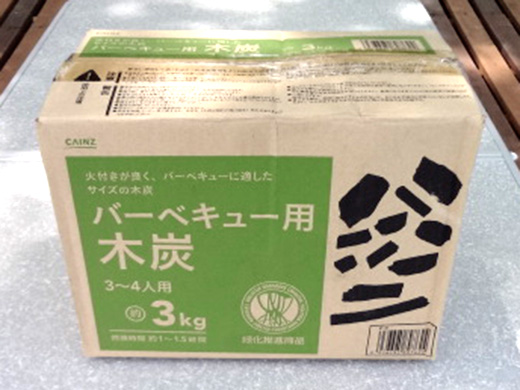 バーベキュー用 木炭
CAINZ
火付きが良く、バーベキューに適した
サイズの木炭
バーベキュー用
木炭
3〜4人用
約3kg
燃焼時間 約1〜1.5時間
緑化推進商品